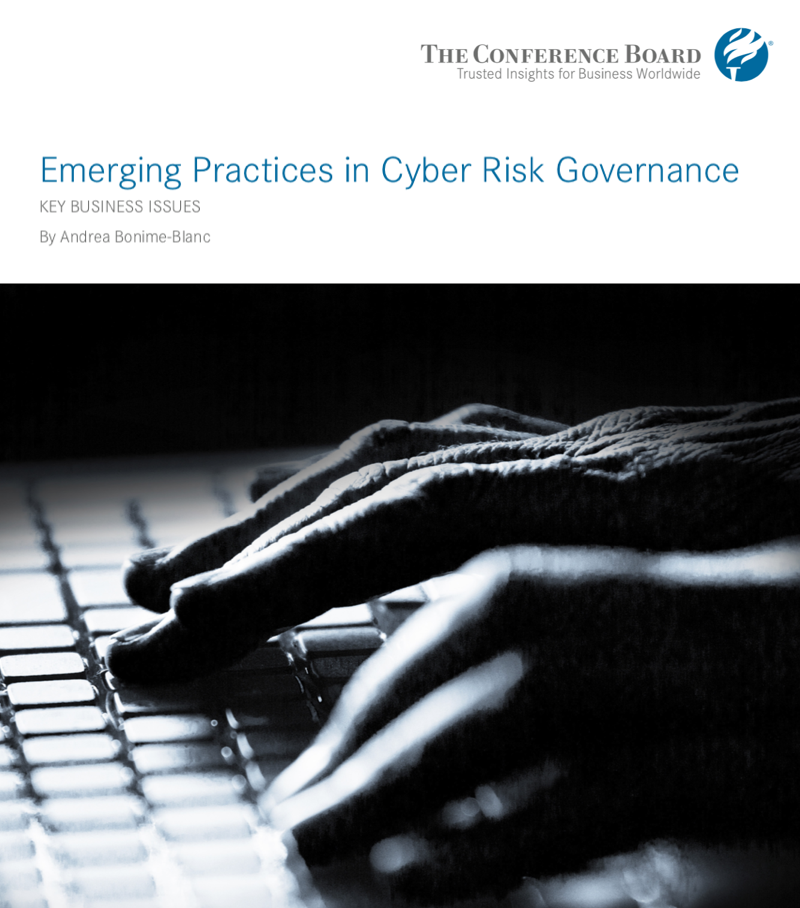 THE CONFERENCE BOARD
Trusted Insights for Business Worldwide
®
Emerging Practices in Cyber Risk Governance
KEY BUSINESS ISSUES
By Andrea Bonime-Blanc